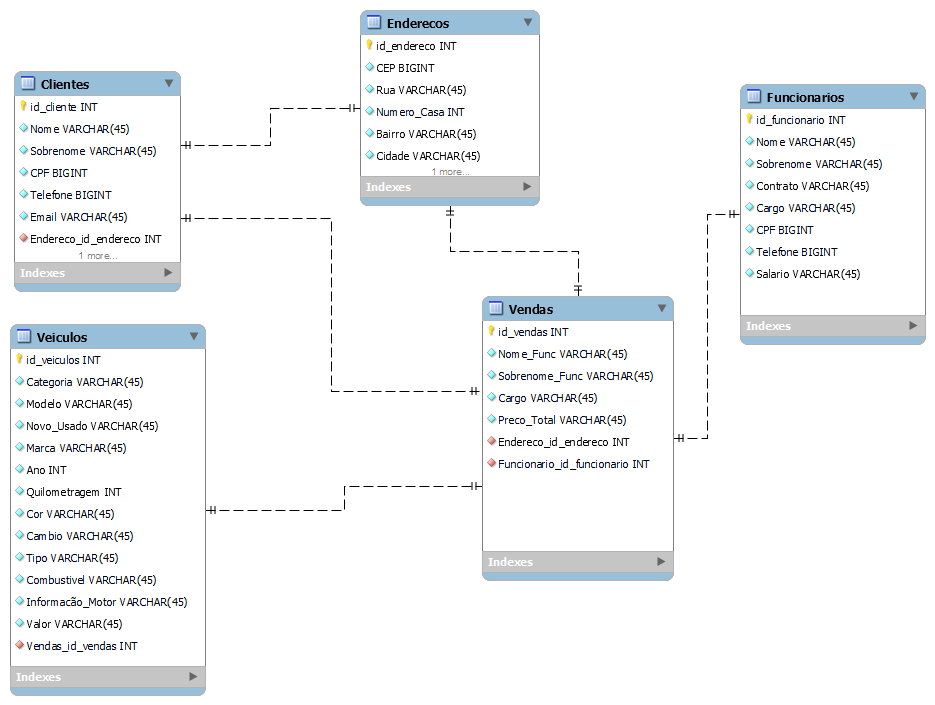 Clientes
id_cliente INT
Nome VARCHAR(45)
Sobrenome VARCHAR(45)
CPF BIGINT
Telefone BIGINT
Email VARCHAR(45)
Endereco_id_endereco INT
1 more...
Indexes
Enderecos
id_endereco INT
CEP BIGINT
Rua VARCHAR(45)
Numero_Casa INT
Bairro VARCHAR(45)
Cidade VARCHAR(45)
1 more...
Indexes
Funcionarios
id_funcionario INT
Nome VARCHAR(45)
Sobrenome VARCHAR(45)
Contrato VARCHAR(45)
Cargo VARCHAR(45)
CPF BIGINT
Telefone BIGINT
Salario VARCHAR(45)
Indexes
Veiculos
id_veiculos INT
Categoria VARCHAR(45)
Modelo VARCHAR(45)
Novo_Usado VARCHAR(45)
Marca VARCHAR(45)
Ano INT
Quilometragem INT
Cor VARCHAR(45)
Cambio VARCHAR(45)
Tipo VARCHAR(45)
Combustivel VARCHAR(45)
Informacão_Motor VARCHAR(45)
Valor VARCHAR(45)
Vendas_id_vendas INT
Indexes
Vendas
id_vendas INT
Nome_Func VARCHAR(45)
Sobrenome_Func VARCHAR(45)
Cargo VARCHAR(45)
Preco_Total VARCHAR(45)
Endereco_id_endereco INT
Funcionario_id_funcionario INT
Indexes